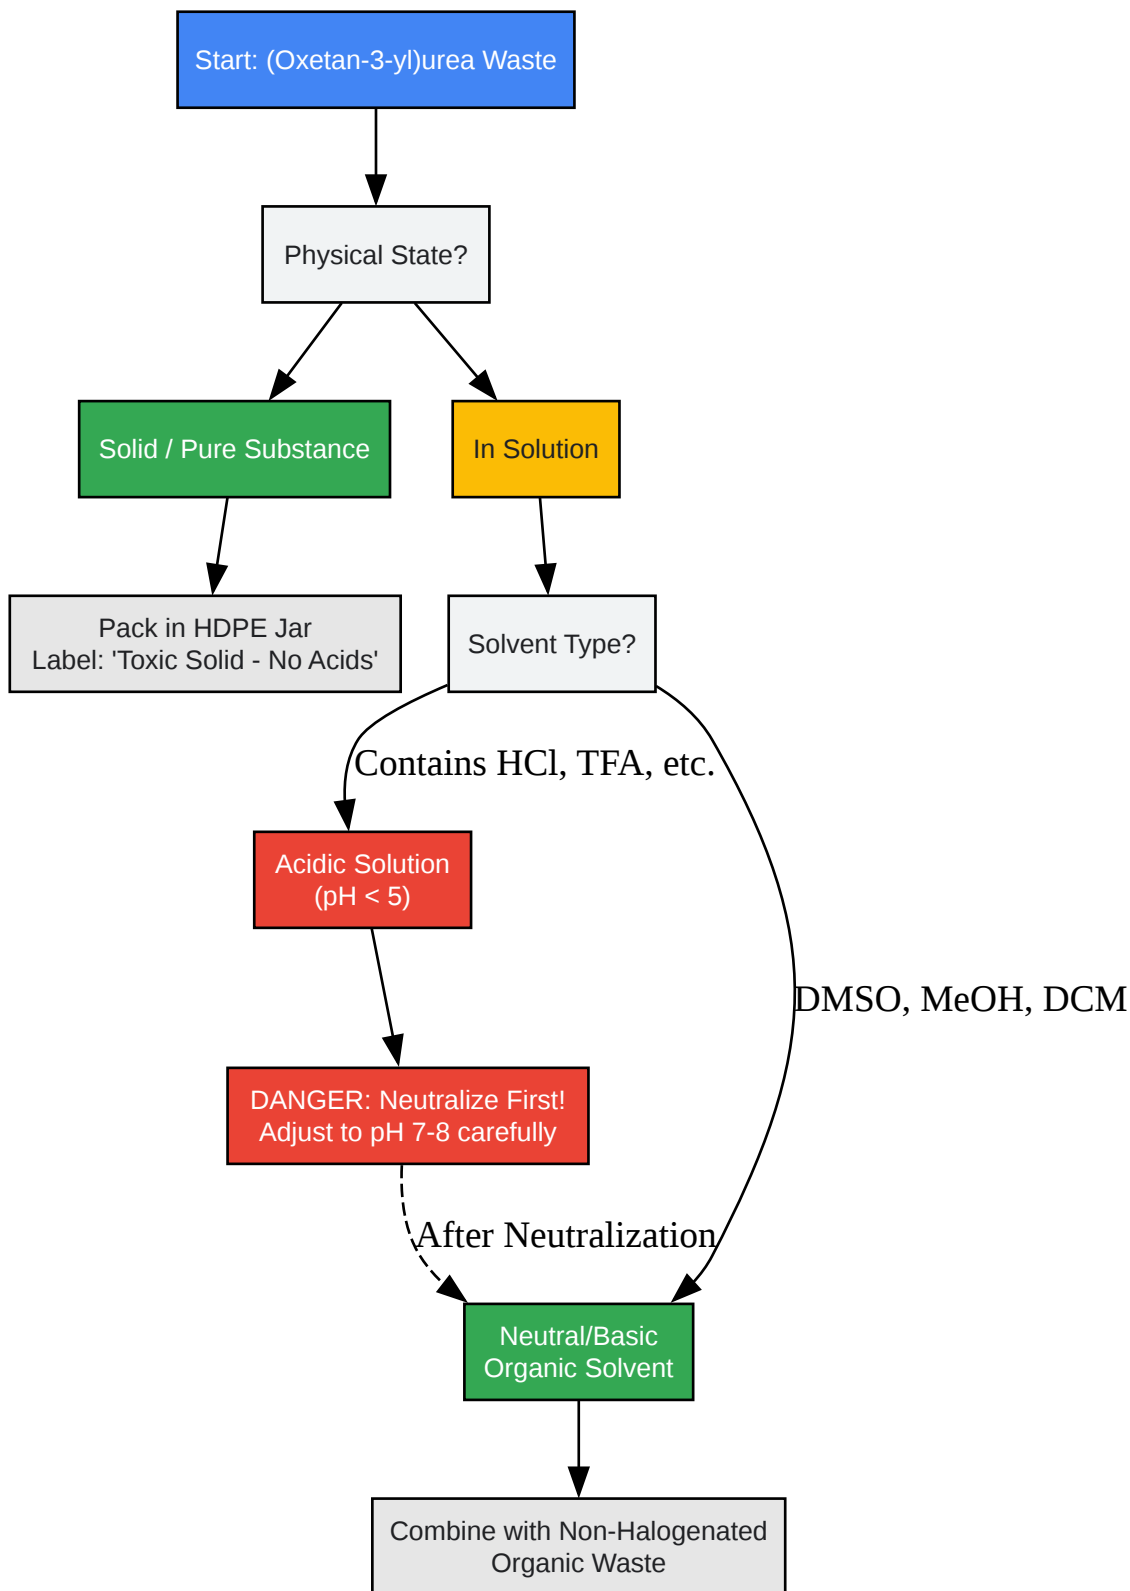 Start: (Oxetan-3-yl)urea Waste
Physical State?
Solid / Pure Substance
In Solution
Pack in HDPE Jar
Label: 'Toxic Solid - No Acids'
Solvent Type?
Contains HCl, TFA, etc.
Acidic Solution
(pH < 5)
DMSO, MeOH, DCM
DANGER: Neutralize First!
Adjust to pH 7-8 carefully
After Neutralization
Neutral/Basic
Organic Solvent
Combine with Non-Halogenated
Organic Waste